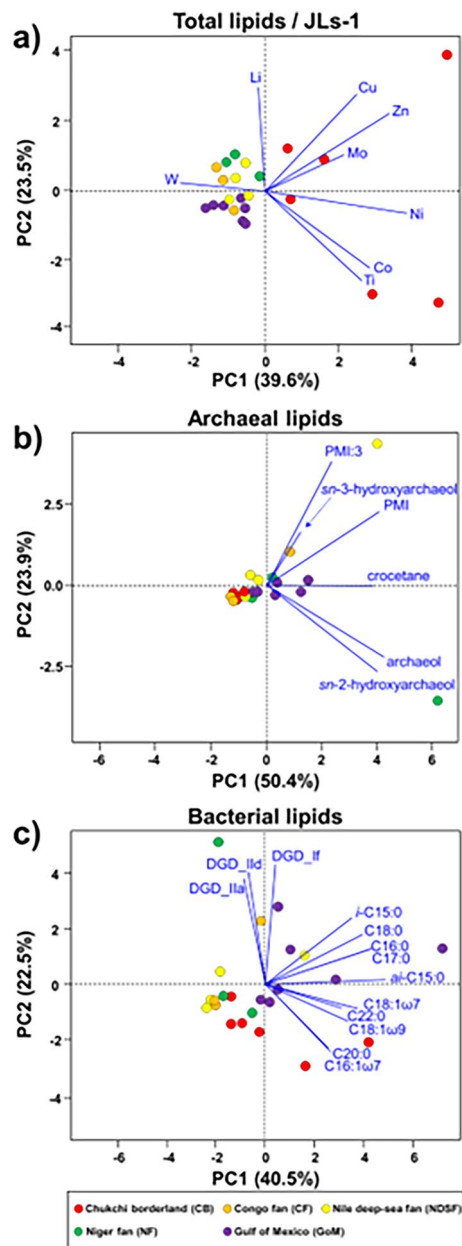 a)
Total lipids / JLs-1
PC2 (23.5%)
4
2
0
-2
-4
Li
Cu
Zn
Mo
W
Ni
Co
Ti
-4
-2
0
2
4
PC1 (39.6%)
b)
Archaeal lipids
PC2 (23.9%)
2.5
0.0
-2.5
PMI:3
sn-3-hydroxyarchaeol
PMI
crocetane
archaeol
sn-2-hydroxyarchaeol
-6
-4
-2
0
2
4
6
PC1 (50.4%)
c)
Bacterial lipids
PC2 (22.5%)
4
2
0
-2
-4
DGD_IId
DGD_If
DGD_IIa
i-C15:0
C18:0
C16:0
C17:0
ai-C15:0
C18:1ω7
C22:0
C18:1ω9
C20:0
C16:1ω7
-6
-4
-2
0
2
4
6
PC1 (40.5%)
Chukchi borderland (CB)
Congo fan (CF)
Nile deep-sea fan (NDSF)
Niger fan (NF)
Gulf of Mexico (GoM)